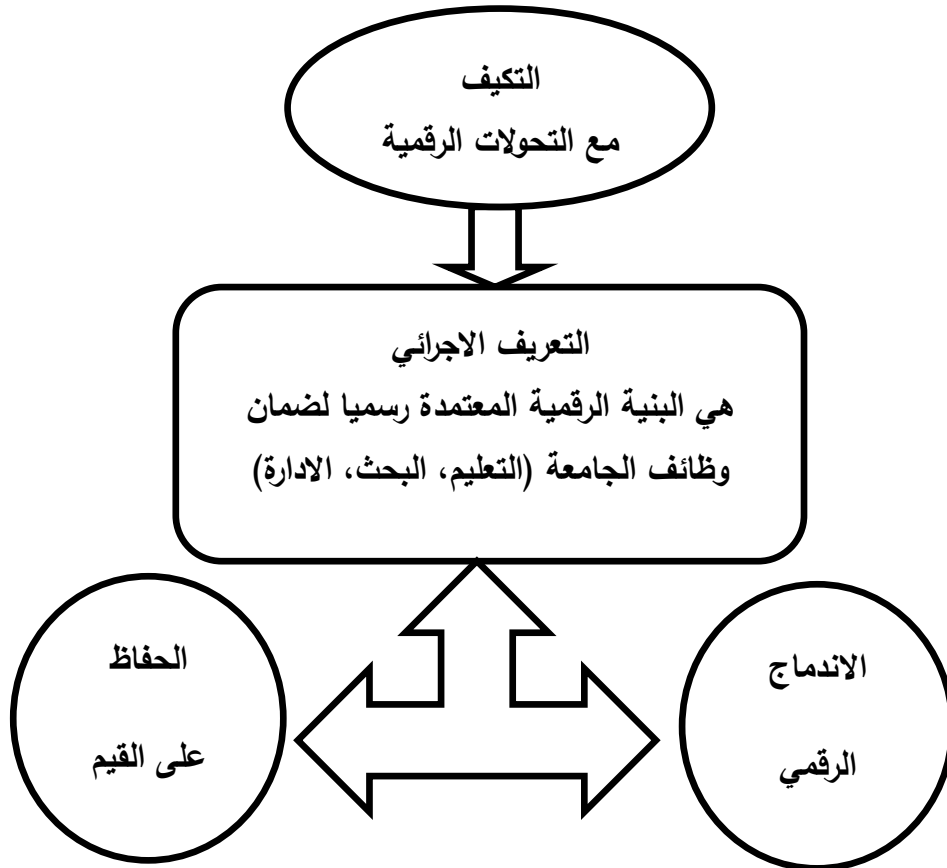 التكيف
مع التحولات الرقمية
التعريف الاجرائي
هي البنية الرقمية المعتمدة رسميا لضمان
وظائف الجامعة (التعليم، البحث، الادارة)
الاندماج
الرقمي
الحفاظ
على القيم